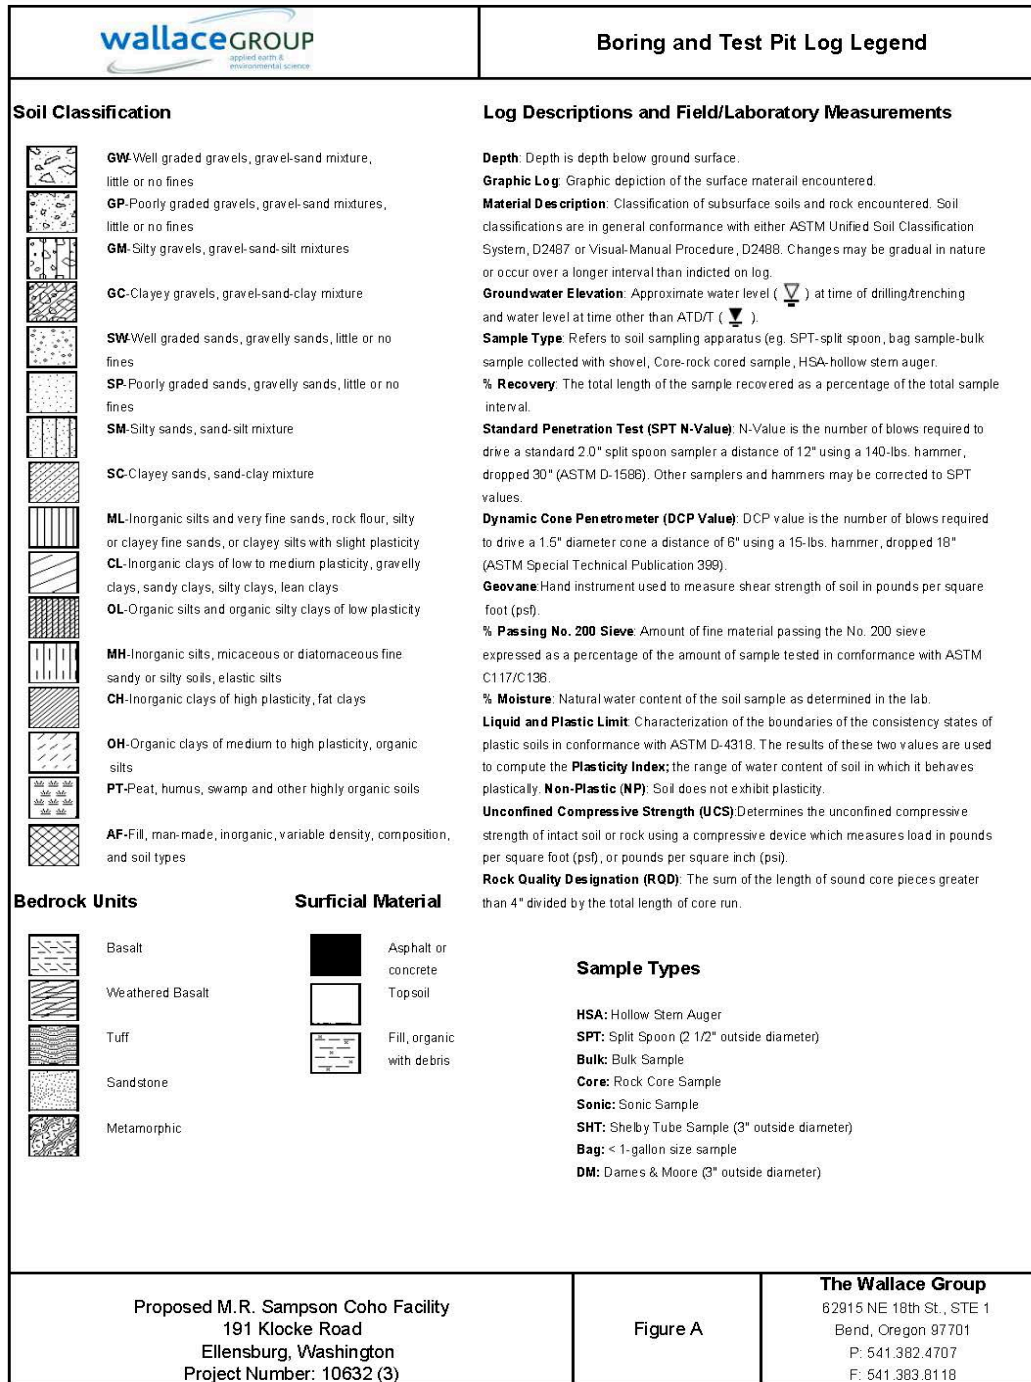 wallaceGROUP
applied earth &
environmental science
Boring and Test Pit Log Legend
Soil Classification
GW-Well graded gravels, gravel-sand mixture,
little or no fines
GP-Poorly graded gravels, gravel-sand mixtures,
little or no fines
GM-Silty gravels, gravel-sand-silt mixtures
GC-Clayey gravels, gravel-sand-clay mixture
SW-Well graded sands, gravelly sands, little or no
fines
SP-Poorly graded sands, gravelly sands, little or no
fines
SM-Silty sands, sand-silt mixture
SC-Clayey sands, sand-clay mixture
ML-Inorganic silts and very fine sands, rock flour, silty
or clayey fine sands, or clayey silts with slight plasticity
CL-Inorganic clays of low to medium plasticity, gravelly
clays, sandy clays, silty clays, lean clays
OL-Organic silts and organic silty clays of low plasticity
MH-Inorganic silts, micaceous or diatomaceous fine
sandy or silty soils, elastic silts
CH-Inorganic clays of high plasticity, fat clays
OH-Organic clays of medium to high plasticity, organic
silts
PT-Peat, humus, swamp and other highly organic soils
AF-Fill, man-made, inorganic, variable density, composition,
and soil types
Bedrock Units
Basalt
Weathered Basalt
Tuff
Sandstone
Metamorphic
Surficial Material
Asphalt or
concrete
Topsoil
Fill, organic
with debris
Log Descriptions and Field/Laboratory Measurements
Depth: Depth is depth below ground surface.
Graphic Log: Graphic depiction of the surface materail encountered.
Material Description: Classification of subsurface soils and rock encountered. Soil
classifications are in general conformance with either ASTM Unified Soil Classification
System, D2487 or Visual-Manual Procedure, D2488. Changes may be gradual in nature
or occur over a longer interval than indicted on log.
Groundwater Elevation: Approximate water level ( ) at time of drilling/trenching
and water level at time other than ATD/T ( ).
Sample Type: Refers to soil sampling apparatus (eg. SPT-split spoon, bag sample-bulk
sample collected with shovel, Core-rock cored sample, HSA-hollow stem auger.
% Recovery: The total length of the sample recovered as a percentage of the total sample
interval.
Standard Penetration Test (SPT N-Value): N-Value is the number of blows required to
drive a standard 2.0" split spoon sampler a distance of 12" using a 140-lbs. hammer,
dropped 30" (ASTM D-1586). Other samplers and hammers may be corrected to SPT
values.
Dynamic Cone Penetrometer (DCP Value): DCP value is the number of blows required
to drive a 1.5" diameter cone a distance of 6" using a 15-lbs. hammer, dropped 18"
(ASTM Special Technical Publication 399).
Geovane:Hand instrument used to measure shear strength of soil in pounds per square
foot (psf).
% Passing No. 200 Sieve: Amount of fine material passing the No. 200 sieve
expressed as a percentage of the amount of sample tested in comformance with ASTM
C117/C136.
% Moisture: Natural water content of the soil sample as determined in the lab.
Liquid and Plastic Limit: Characterization of the boundaries of the consistency states of
plastic soils in conformance with ASTM D-4318. The results of these two values are used
to compute the Plasticity Index; the range of water content of soil in which it behaves
plastically. Non-Plastic (NP): Soil does not exhibit plasticity.
Unconfined Compressive Strength (UCS):Determines the unconfined compressive
strength of intact soil or rock using a compressive device which measures load in pounds
per square foot (psf), or pounds per square inch (psi).
Rock Quality Designation (RQD): The sum of the length of sound core pieces greater
than 4" divided by the total length of core run.
Sample Types
HSA: Hollow Stem Auger
SPT: Split Spoon (2 1/2" outside diameter)
Bulk: Bulk Sample
Core: Rock Core Sample
Sonic: Sonic Sample
SHT: Shelby Tube Sample (3" outside diameter)
Bag: < 1-gallon size sample
DM: Dames & Moore (3" outside diameter)
Proposed M.R. Sampson Coho Facility
191 Klocke Road
Ellensburg, Washington
Project Number: 10632 (3)
Figure A
The Wallace Group
62915 NE 18th St., STE 1
Bend, Oregon 97701
P: 541.382.4707
F: 541.383.8118